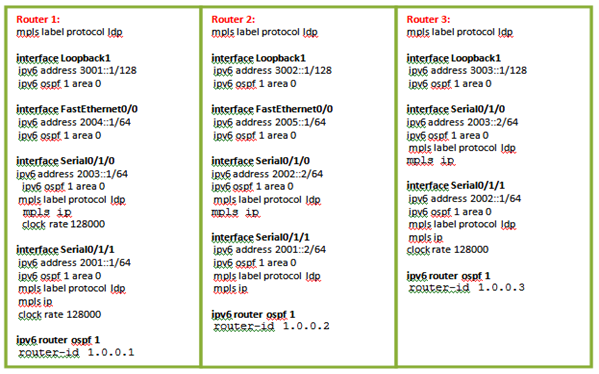 Router 1:
mpls label protocol ldp
interface Loopback1
ipv6 address 3001::1/128
ipv6 ospf 1 area 0
interface FastEthernet0/0
ipv6 address 2004::1/64
ipv6 ospf 1 area 0
interface Serial0/1/0
ipv6 address 2003::1/64
ipv6 ospf 1 area 0
mpls label protocol ldp
mpls ip
clock rate 128000
interface Serial0/1/1
ipv6 address 2001::1/64
ipv6 ospf 1 area 0
mpls label protocol ldp
mpls ip
clock rate 128000
ipv6 router ospf 1
router-id 1.0.0.1
Router 2:
mpls label protocol ldp
interface Loopback1
ipv6 address 3002::1/128
ipv6 ospf 1 area 0
interface FastEthernet0/0
ipv6 address 2005::1/64
ipv6 ospf 1 area 0
interface Serial0/1/0
ipv6 address 2002::2/64
ipv6 ospf 1 area 0
mpls label protocol ldp
mpls ip
interface Serial0/1/1
ipv6 address 2001::2/64
ipv6 ospf 1 area 0
mpls label protocol ldp
mpls ip
ipv6 router ospf 1
router-id 1.0.0.2
Router 3:
mpls label protocol ldp
interface Loopback1
ipv6 address 3003::1/128
ipv6 ospf 1 area 0
interface Serial0/1/0
ipv6 address 2003::2/64
ipv6 ospf 1 area 0
mpls label protocol ldp
mpls ip
interface Serial0/1/1
ipv6 address 2002::1/64
ipv6 ospf 1 area 0
mpls label protocol ldp
mpls ip
clock rate 128000
ipv6 router ospf 1
router-id 1.0.0.3